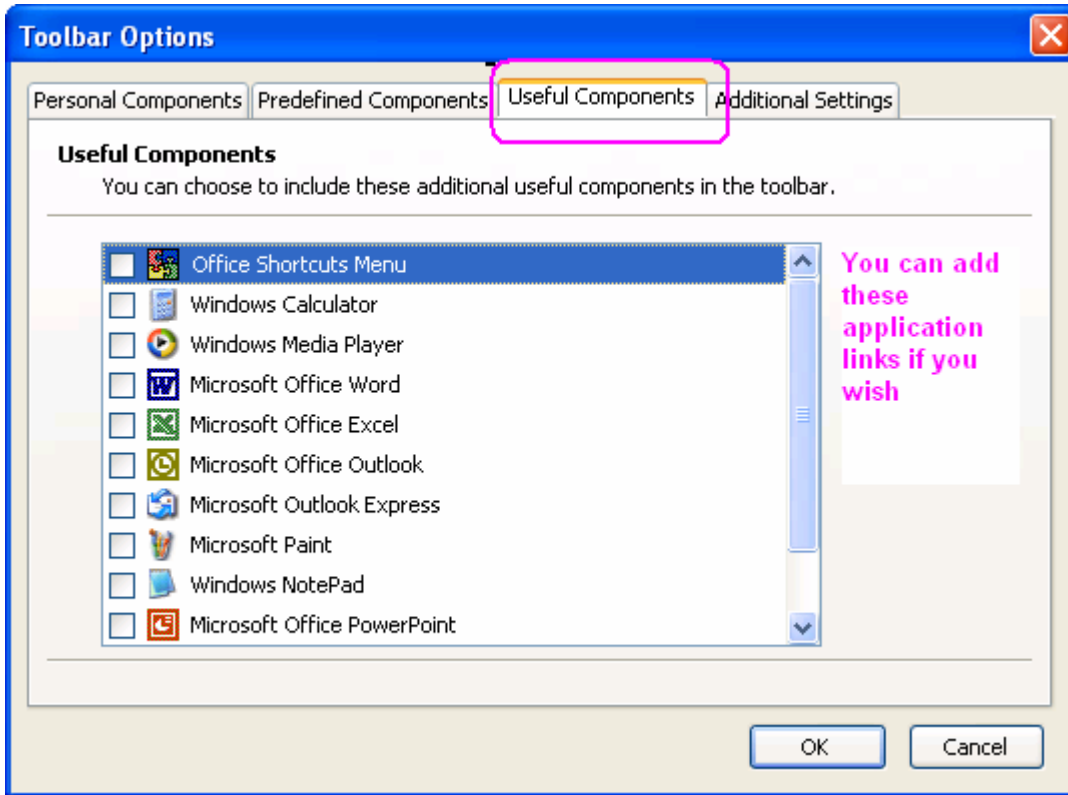 Toolbar Options
Personal Components
Predefined Components
Useful Components
Additional Settings
Useful Components
You can choose to include these additional useful components in the toolbar.
Office Shortcuts Menu
Windows Calculator
Windows Media Player
Microsoft Office Word
Microsoft Office Excel
Microsoft Office Outlook
Microsoft Outlook Express
Microsoft Paint
Windows NotePad
Microsoft Office PowerPoint
You can add
these
application
links if you
wish
OK
Cancel